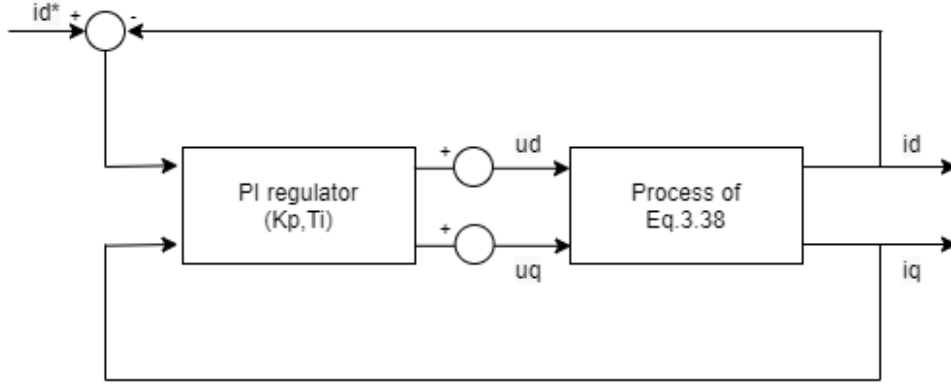 id* + -
+ ud id
PI regulator
(Kp,Ti)
Process of
Eq.3.38
+ uq iq